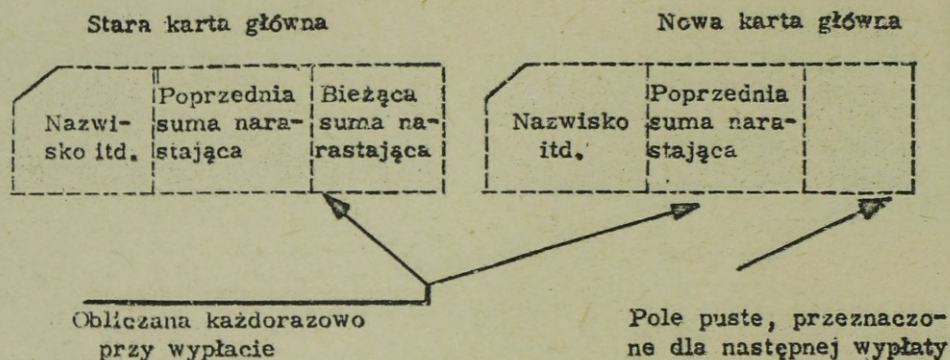 Stara karta główna
Nowa karta główna
Nazwi-
sko itd.
Poprzednia
suma nara-
stająca
Bieżąca
suma na-
rastająca
Nazwisko
itd.
Poprzednia
suma nara-
stająca
Obliczana każdorazowo
przy wypłacie
Pole puste, przeznaczo-
ne dla następnej wypłaty